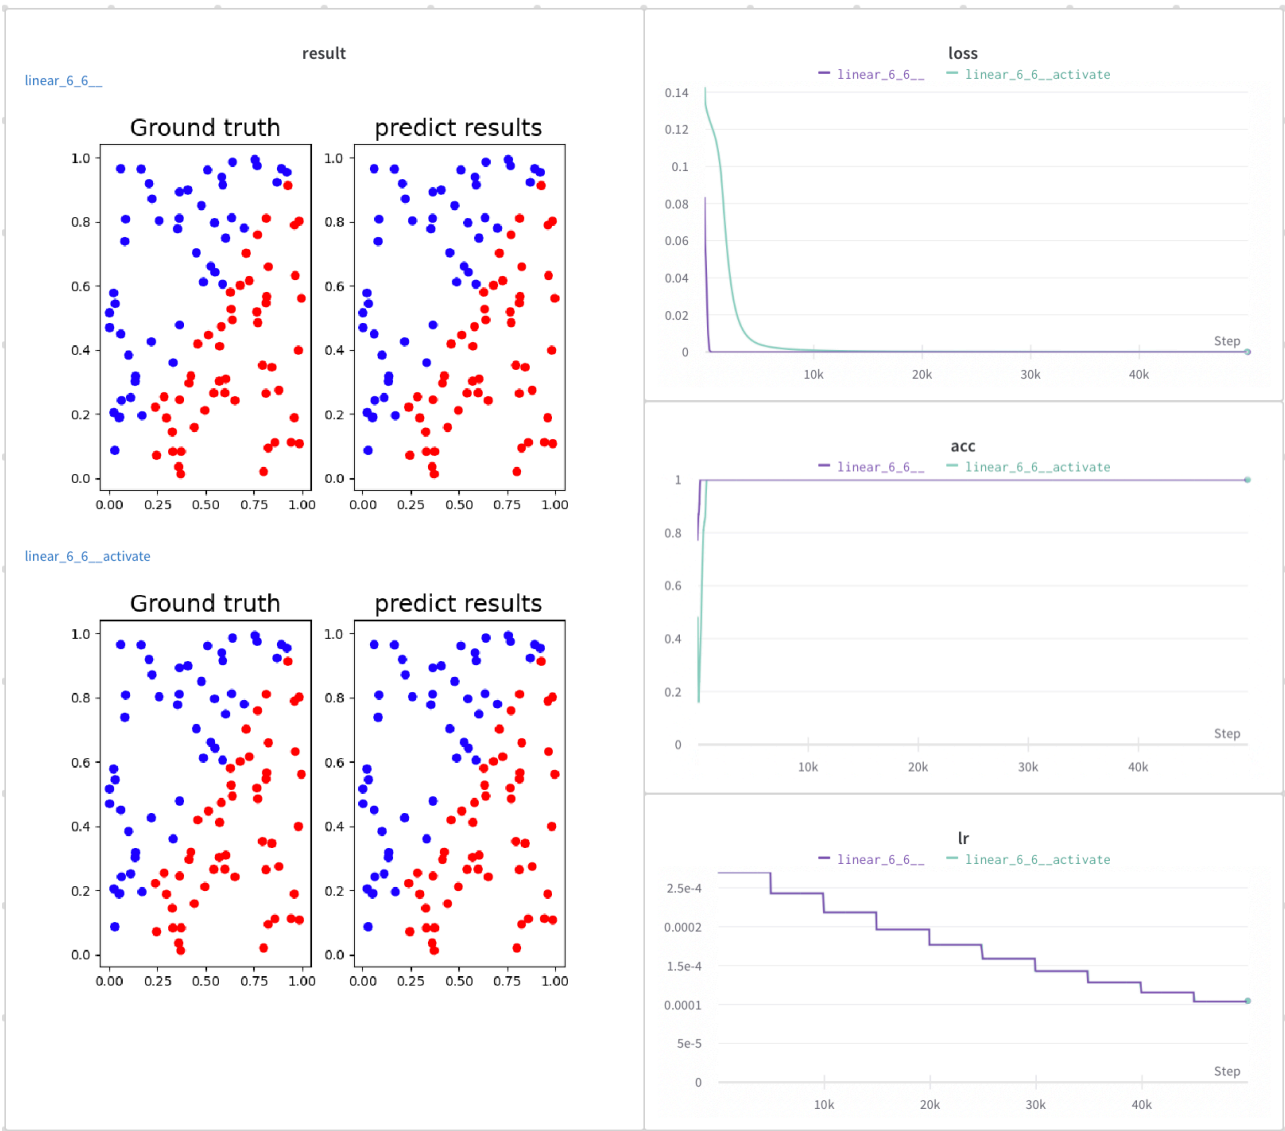 result
linear_6_6__
Ground truth
predict results
1.0
0.8
0.6
0.4
0.2
0.0
0.00 0.25 0.50 0.75 1.00
0.00 0.25 0.50 0.75 1.00
linear_6_6__activate
Ground truth
predict results
1.0
0.8
0.6
0.4
0.2
0.0
0.00 0.25 0.50 0.75 1.00
0.00 0.25 0.50 0.75 1.00
loss
linear_6_6__ linear_6_6__activate
0.14
0.12
0.1
0.08
0.06
0.04
0.02
0
Step
10k 20k 30k 40k
acc
linear_6_6__ linear_6_6__activate
1
0.8
0.6
0.4
0.2
0
Step
10k 20k 30k 40k
lr
linear_6_6__ linear_6_6__activate
2.5e-4
0.0002
1.5e-4
0.0001
5e-5
0
Step
10k 20k 30k 40k